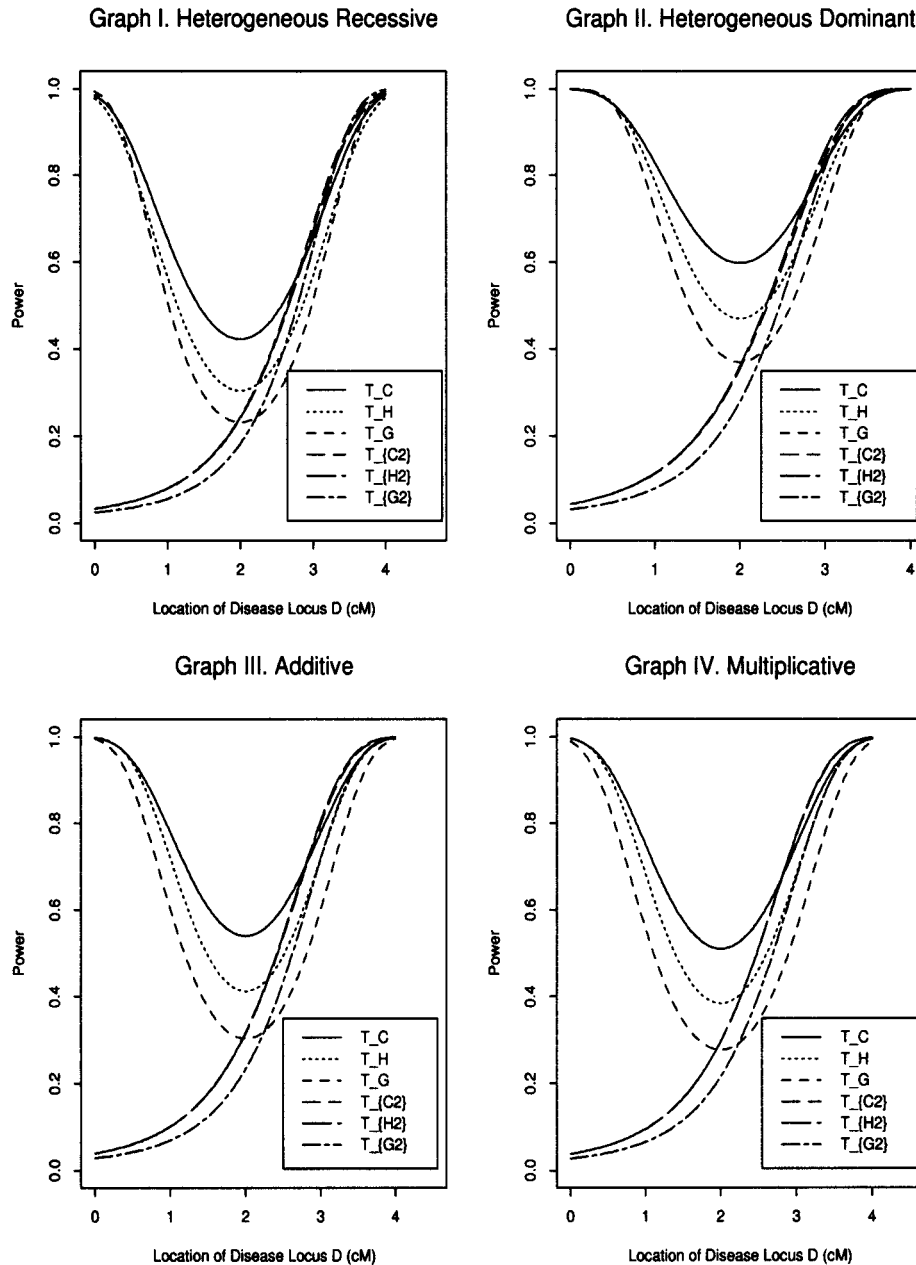 Graph I. Heterogeneous Recessive
Power
1.0
0.8
0.6
0.4
0.2
0.0
T_C
T_H
T_G
T_{C2}
T_{H2}
T_{G2}
0 1 2 3 4
Location of Disease Locus D (cM)
Graph II. Heterogeneous Dominant
Power
1.0
0.8
0.6
0.4
0.2
0.0
T_C
T_H
T_G
T_{C2}
T_{H2}
T_{G2}
0 1 2 3 4
Location of Disease Locus D (cM)
Graph III. Additive
Power
1.0
0.8
0.6
0.4
0.2
0.0
T_C
T_H
T_G
T_{C2}
T_{H2}
T_{G2}
0 1 2 3 4
Location of Disease Locus D (cM)
Graph IV. Multiplicative
Power
1.0
0.8
0.6
0.4
0.2
0.0
T_C
T_H
T_G
T_{C2}
T_{H2}
T_{G2}
0 1 2 3 4
Location of Disease Locus D (cM)